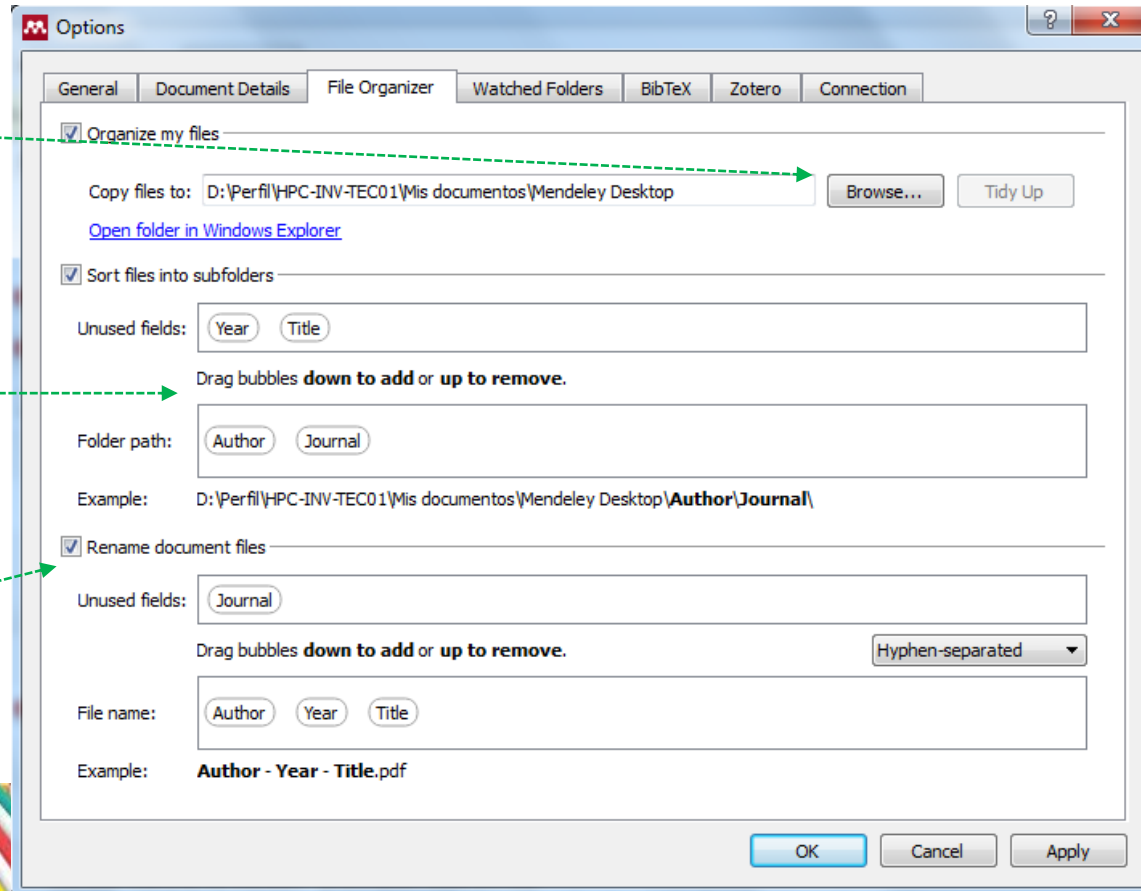 Options
General Document Details File Organizer Watched Folders BibTeX Zotero Connection
Organize my files
Copy files to: D:\Perfil\HPC-INV-TEC01\Mis documentos\Mendeley Desktop Browse... Tidy Up
Open folder in Windows Explorer
Sort files into subfolders
Unused fields: Year Title
Drag bubbles down to add or up to remove.
Folder path: Author Journal
Example: D:\Perfil\HPC-INV-TEC01\Mis documentos\Mendeley Desktop\Author\Journal\
Rename document files
Unused fields: Journal
Drag bubbles down to add or up to remove. Hyphen-separated
File name: Author Year Title
Example: Author - Year - Title.pdf
OK Cancel Apply